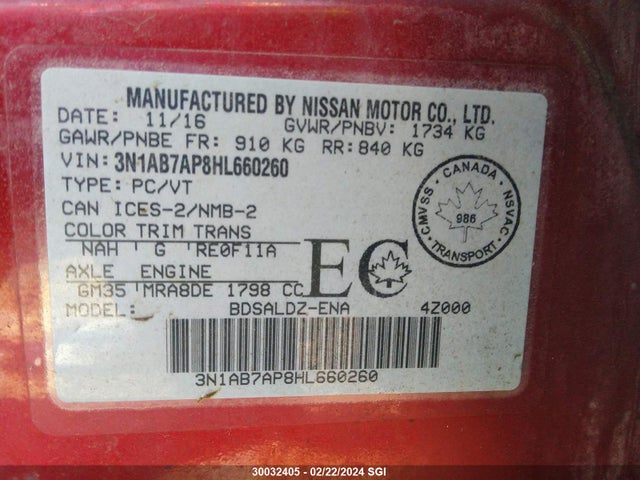 MANUFACTURED BY NISSAN MOTOR CO., LTD.
DATE: 11/16 GVWR/PNBV: 1734 KG
GAWR/PNBE FR: 910 KG RR: 840 KG
VIN: 3N1AB7AP8HL660260
TYPE: PC/VT
CAN ICES-2/NMB-2
COLOR TRIM TRANS
NAH G RE0F11A
AXLE ENGINE
GM35 MRA8DE 1798 CC
EC
MODEL: BDSALDZ-ENA 4Z000
3N1AB7AP8HL660260
CANADA
CMVSS
NSVAC
986
TRANSPORT
30032405 - 02/22/2024 SGI